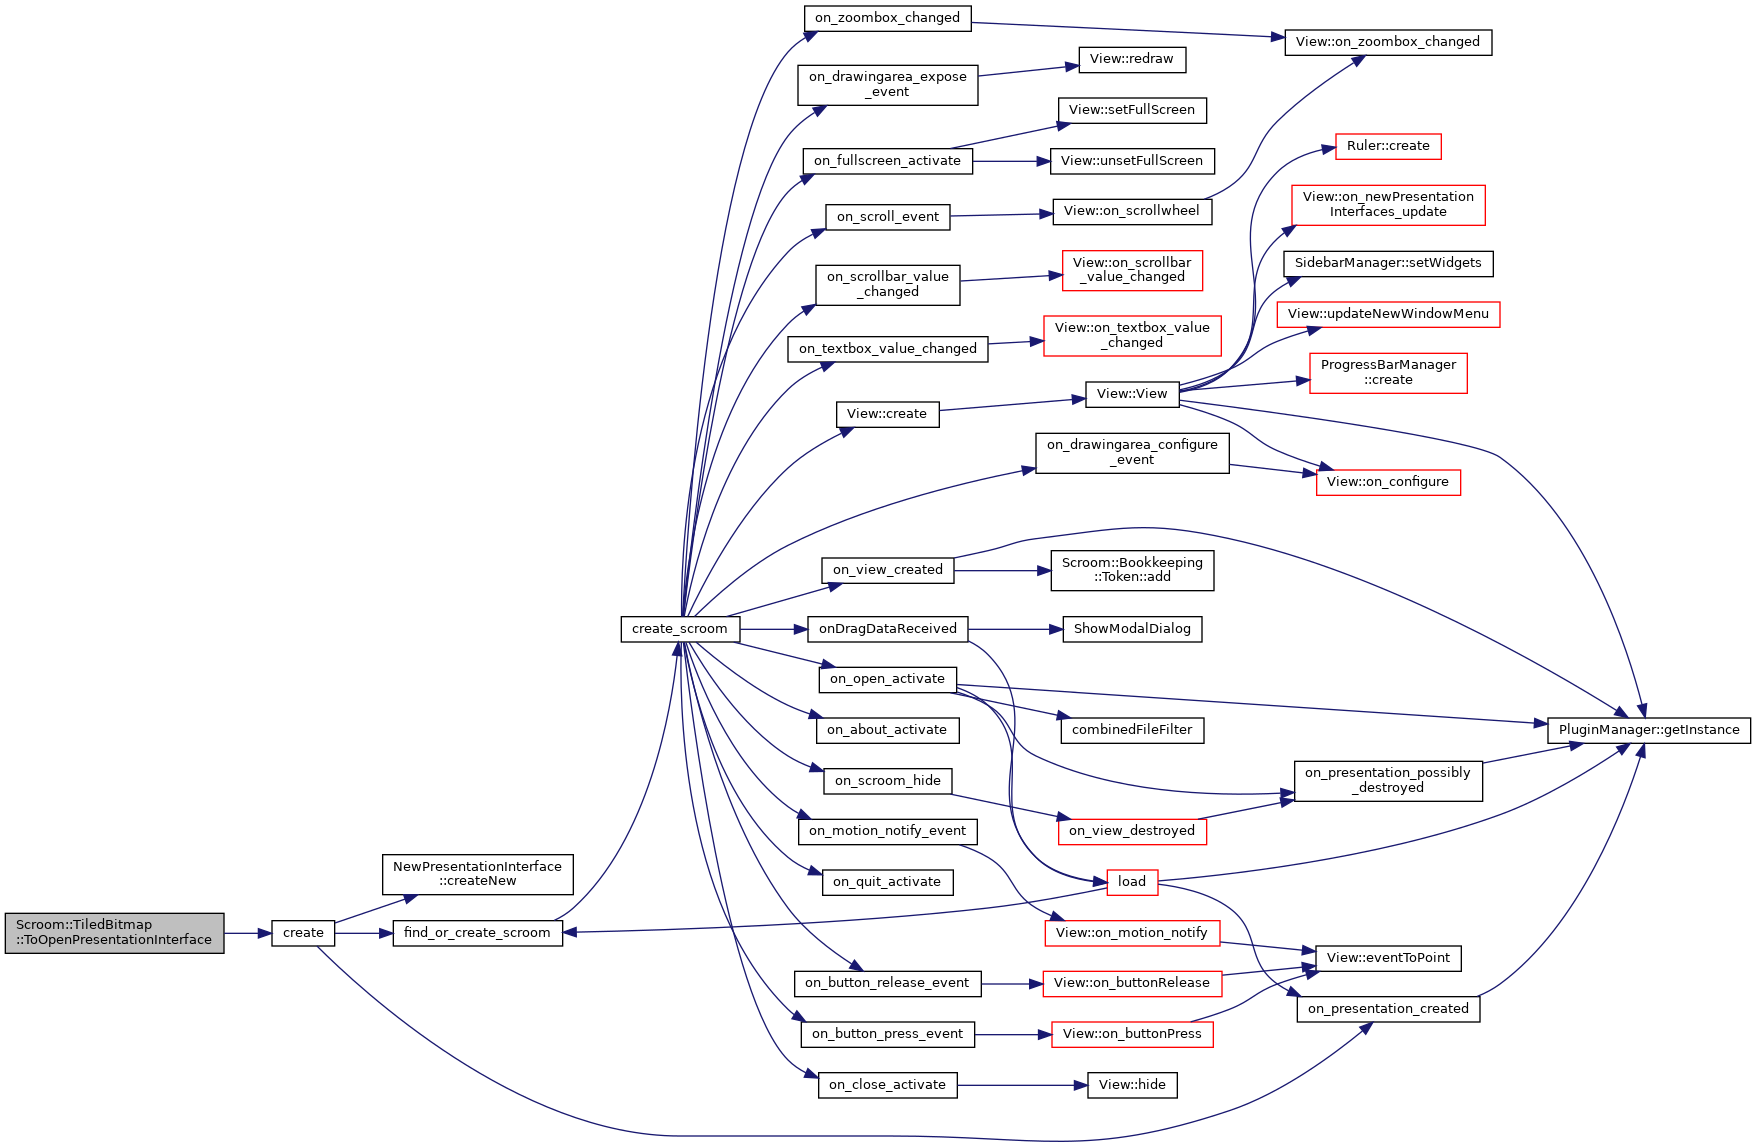 Scroom::TiledBitmap
::ToOpenPresentationInterface
create
NewPresentationInterface
::createNew
find_or_create_scroom
create_scroom
on_zoombox_changed
on_drawingarea_expose
_event
on_fullscreen_activate
on_scroll_event
on_scrollbar_value
_changed
on_textbox_value_changed
View::create
on_drawingarea_configure
_event
on_view_created
onDragDataReceived
on_open_activate
on_about_activate
on_scroom_hide
on_motion_notify_event
on_quit_activate
on_button_release_event
on_button_press_event
on_close_activate
View::redraw
View::setFullScreen
View::unsetFullScreen
View::on_scrollwheel
View::on_scrollbar
_value_changed
View::on_textbox_value
_changed
View::View
Scroom::Bookkeeping
::Token::add
ShowModalDialog
combinedFileFilter
on_view_destroyed
load
View::on_motion_notify
View::on_buttonRelease
View::on_buttonPress
View::hide
View::on_zoombox_changed
Ruler::create
View::on_newPresentation
Interfaces_update
SidebarManager::setWidgets
View::updateNewWindowMenu
ProgressBarManager
::create
View::on_configure
on_presentation_possibly
_destroyed
View::eventToPoint
on_presentation_created
PluginManager::getInstance